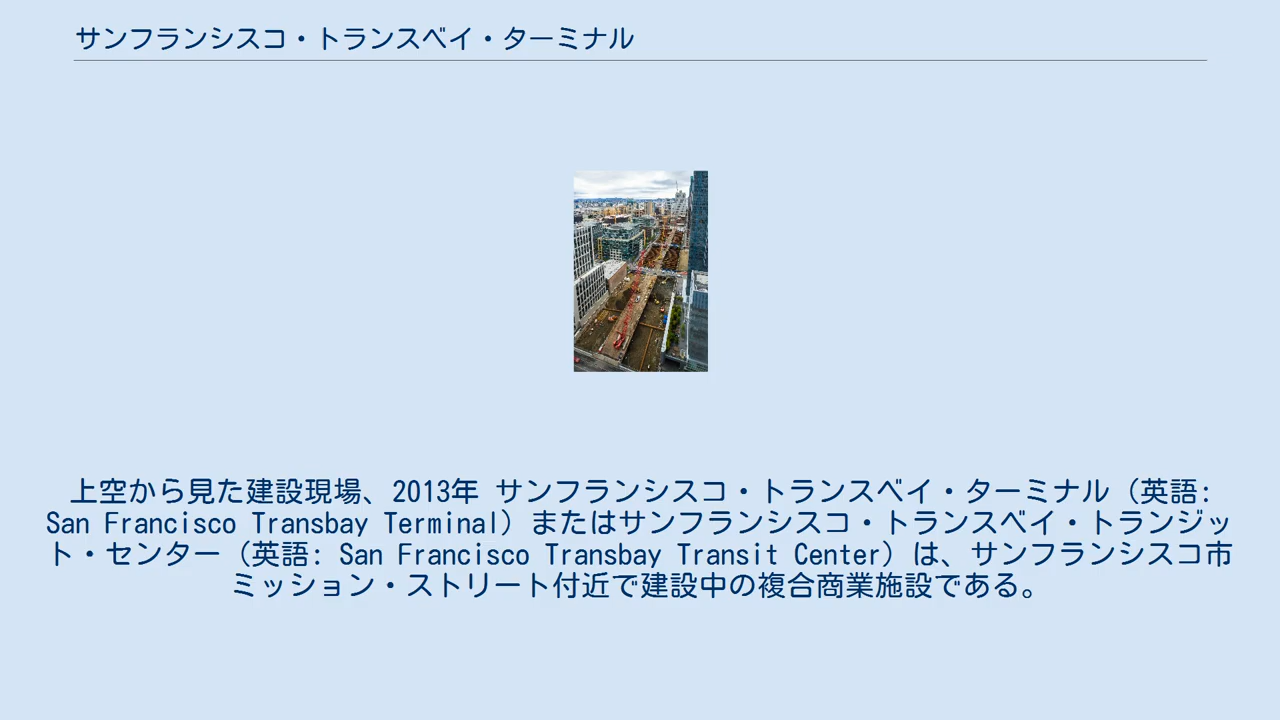 サンフランシスコ・トランスベイ・ターミナル
上空から見た建設現場、2013年 サンフランシスコ・トランスベイ・ターミナル（英語:
San Francisco Transbay Terminal）またはサンフランシスコ・トランスベイ・トランジッ
ト・センター（英語: San Francisco Transbay Transit Center）は、サンフランシスコ市
ミッション・ストリート付近で建設中の複合商業施設である。